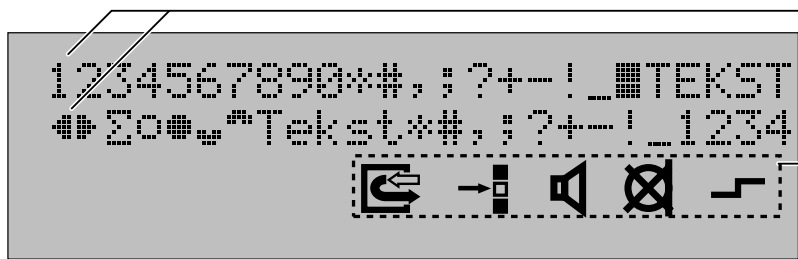 1234567890*#,;?+-!_▦TEKST
◀▶Σ○●⌣⌢Tekst*#,;?+-!_1234